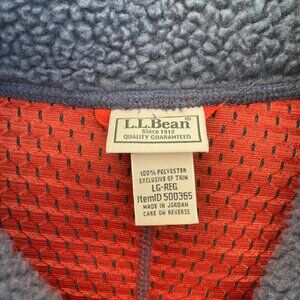 L.L.Bean
Since 1912
QUALITY GUARANTEED
100% POLYESTER
EXCLUSIVE OF TRIM
LG-REG
itemID 500365
MADE IN JORDAN
CARE ON REVERSE